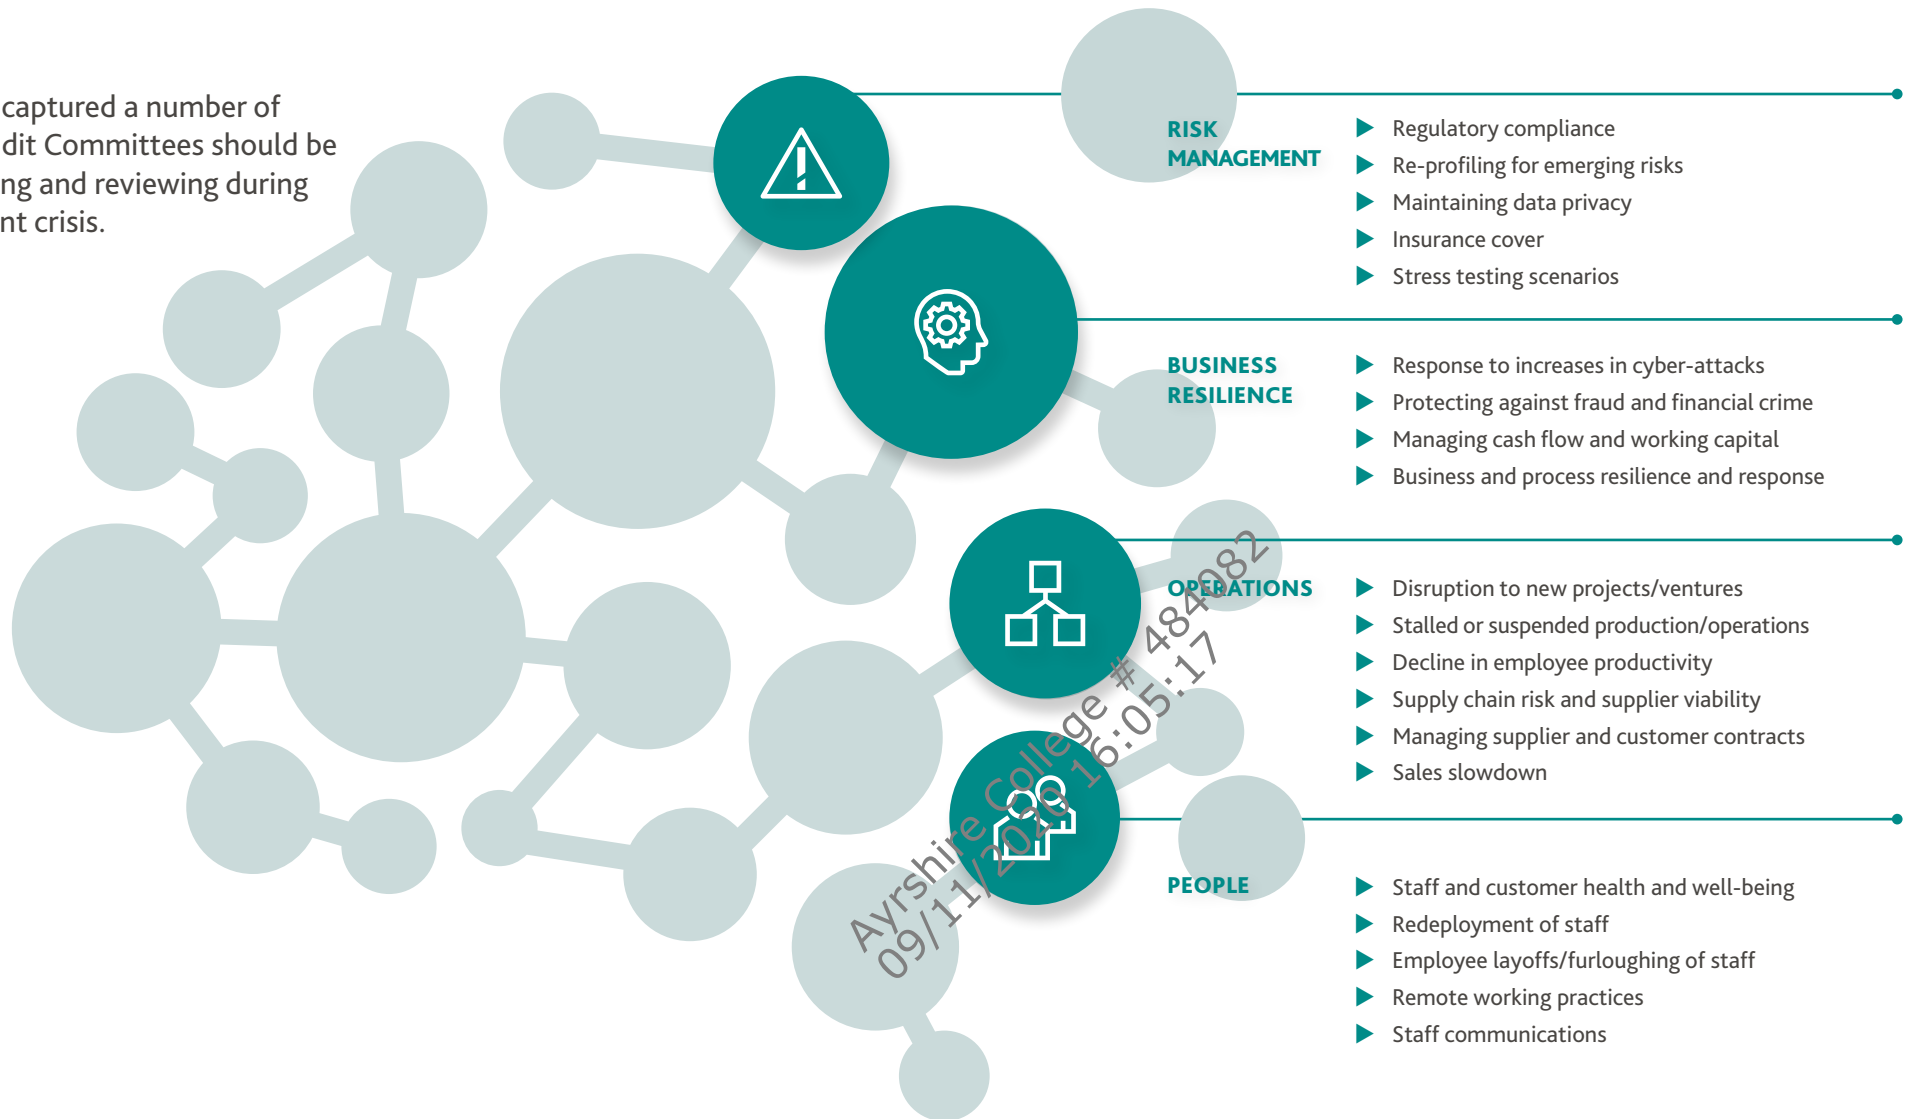 captured a number of
dit Committees should be
ng and reviewing during
nt crisis.
RISK
MANAGEMENT
Regulatory compliance
Re-profiling for emerging risks
Maintaining data privacy
Insurance cover
Stress testing scenarios
BUSINESS
RESILIENCE
Response to increases in cyber-attacks
Protecting against fraud and financial crime
Managing cash flow and working capital
Business and process resilience and response
OPERATIONS
Disruption to new projects/ventures
Stalled or suspended production/operations
Decline in employee productivity
Supply chain risk and supplier viability
Managing supplier and customer contracts
Sales slowdown
PEOPLE
Staff and customer health and well-being
Redeployment of staff
Employee layoffs/furloughing of staff
Remote working practices
Staff communications
Ayrshire College # 484082
09/11/2020 16:05:17